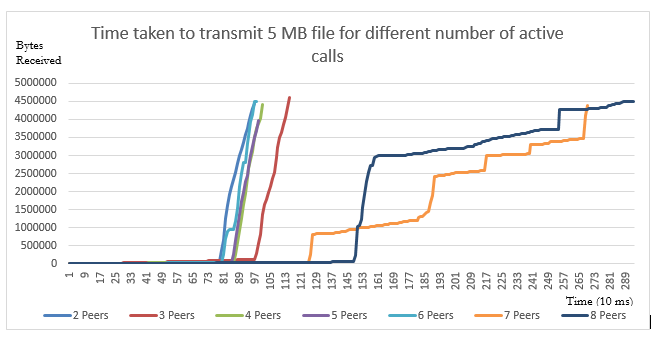 Time taken to transmit 5 MB file for different number of active
calls
Bytes
Received
5000000
4500000
4000000
3500000
3000000
2500000
2000000
1500000
1000000
500000
0
1 9 17 25 33 41 49 57 65 73 81 89 97 105 113 121 129 137 145 153 161 169 177 185 193 201 209 217 225 233 241 249 257 265 273 281 289
Time (10 ms)
2 Peers 3 Peers 4 Peers 5 Peers 6 Peers 7 Peers 8 Peers